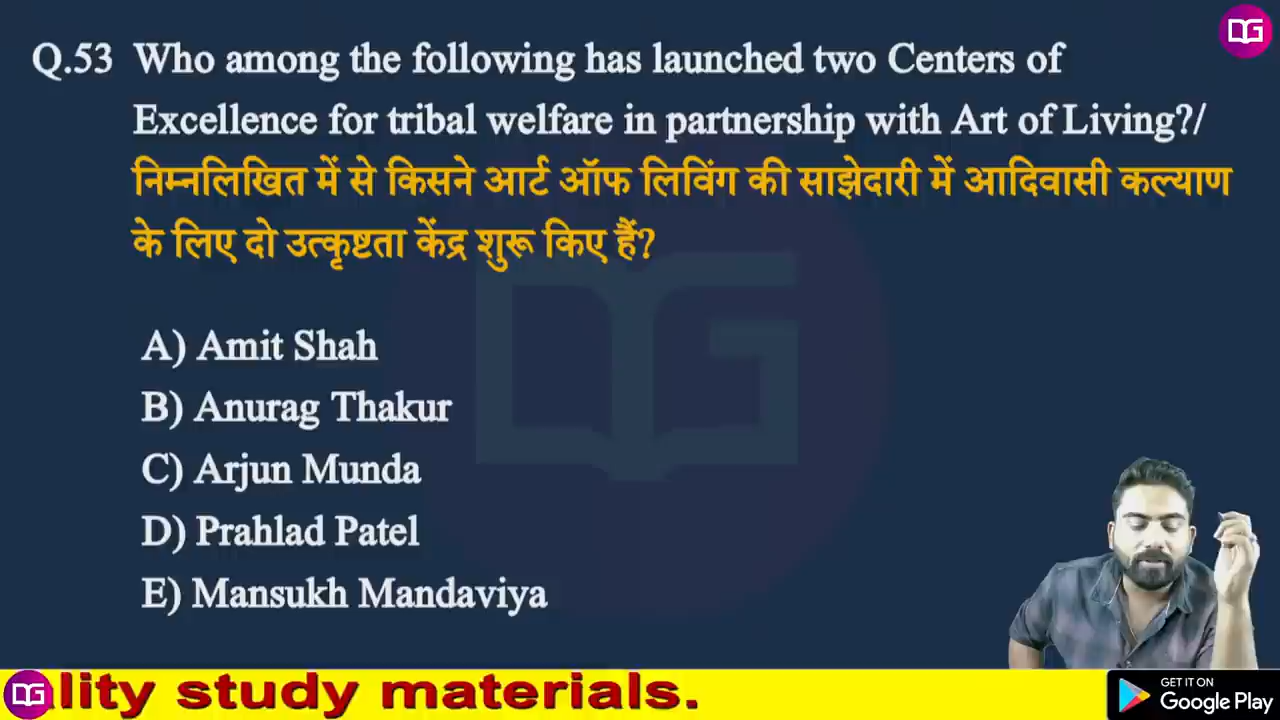 Q.53 Who among the following has launched two Centers of
Excellence for tribal welfare in partnership with Art of Living?/
निम्नलिखित में से किसने आर्ट ऑफ लिविंग की साझेदारी में आदिवासी कल्याण
के लिए दो उत्कृष्टता केंद्र शुरू किए हैं?
A) Amit Shah
B) Anurag Thakur
C) Arjun Munda
D) Prahlad Patel
E) Mansukh Mandaviya
lity study materials.
GET IT ON
Google Play